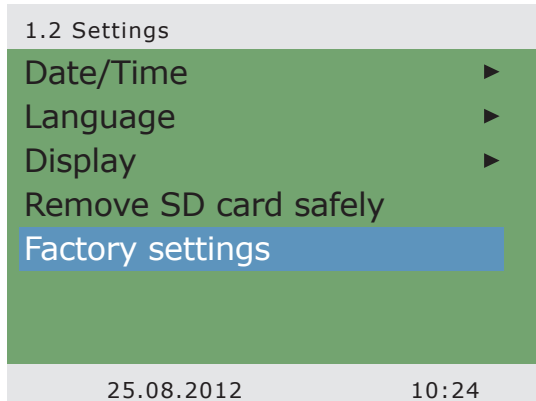 1.2 Settings
Date/Time
Language
Display
Remove SD card safely
Factory settings
25.08.2012 10:24